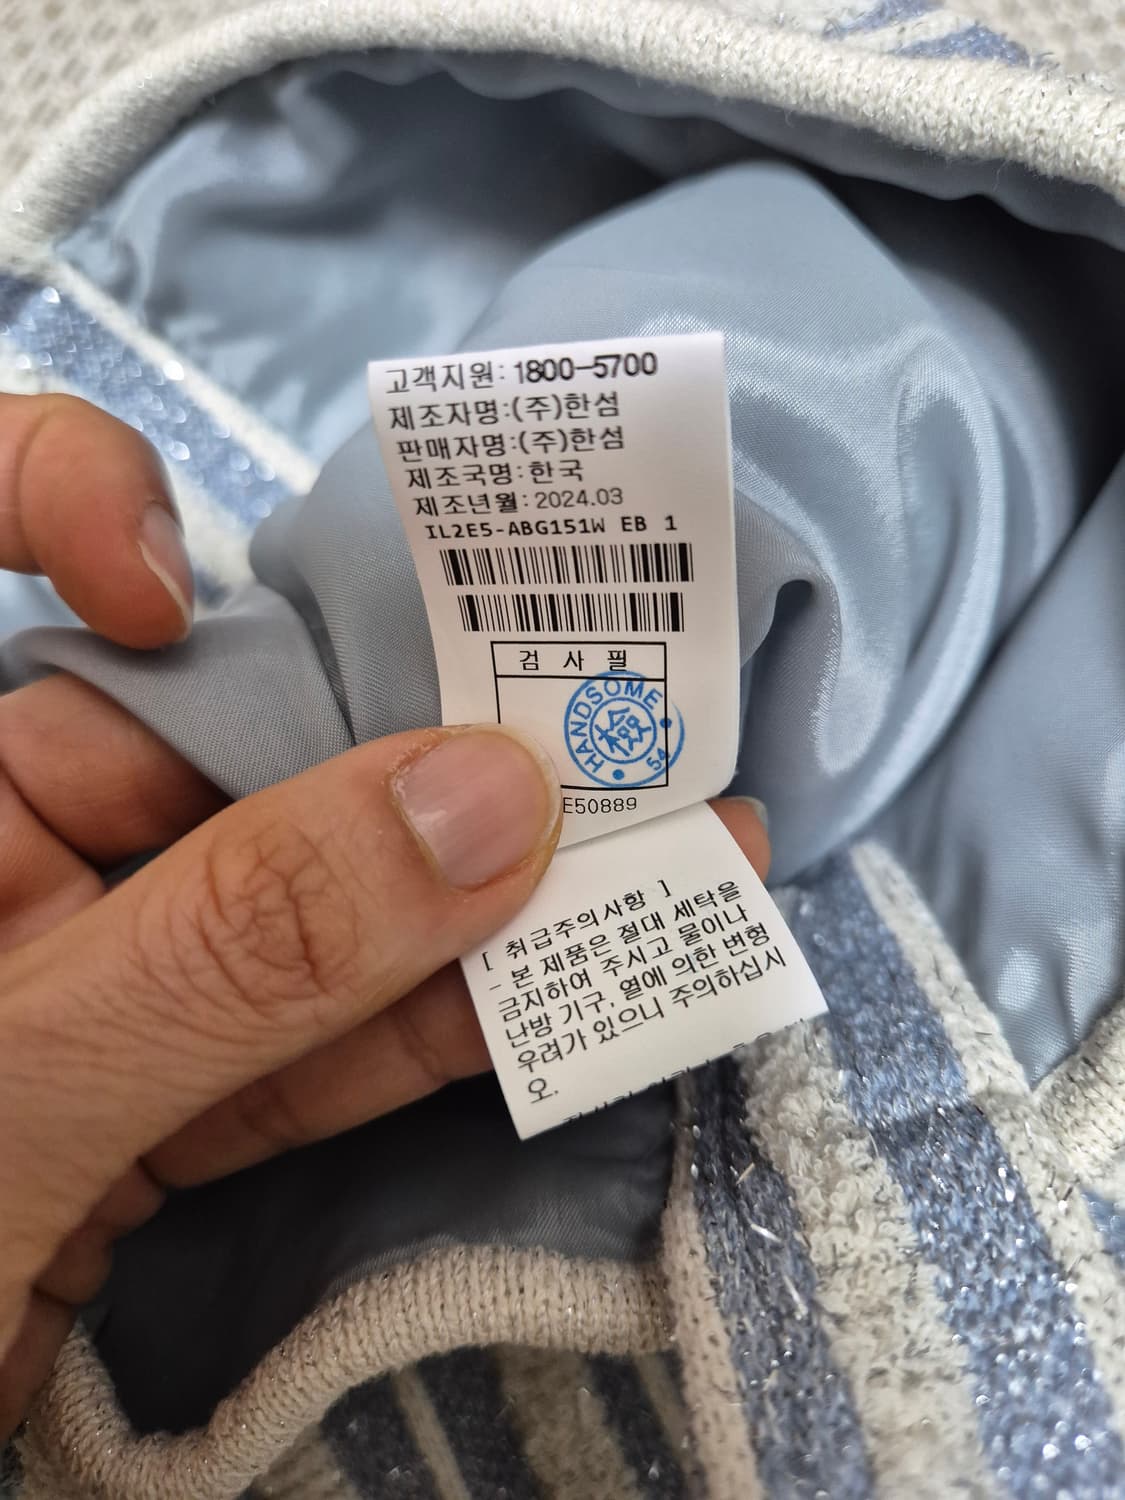 고객지원: 1800-5700
제조자명:(주)한섬
판매자명:(주)한섬
제조국명:한국
제조년월:2024.03
IL2E5-ABG151W EB 1
검 사 필
HANDSOME
檢
54
E50889
[ 취급주의사항 ]
- 본 제품은 절대 세탁을
금지하여 주시고 물이나
난방 기구, 열에 의한 변형
우려가 있으니 주의하십시
오.